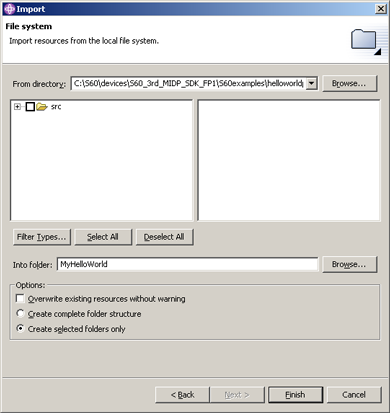 Import
File system
Import resources from the local file system.
From directory: C:\S60\devices\S60_3rd_MIDP_SDK_FP1\S60examples\helloworld Browse...
src
Filter Types... Select All Deselect All
Into folder: MyHelloWorld Browse...
Options:
Overwrite existing resources without warning
Create complete folder structure
Create selected folders only
< Back Next > Finish Cancel